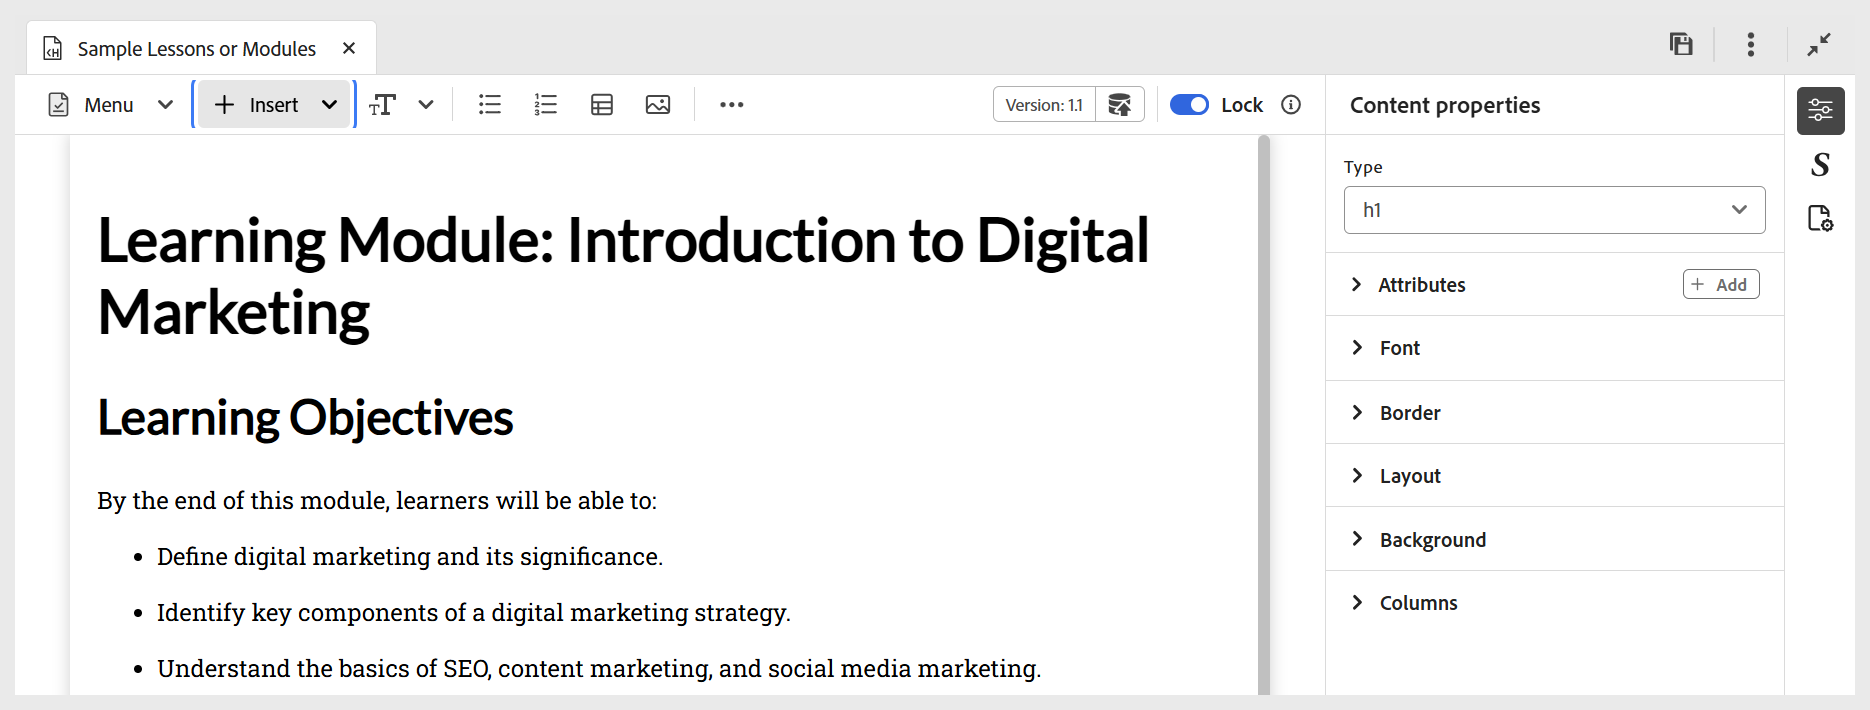 Sample Lessons or Modules
Menu Insert Version: 1.1 Lock
Learning Module: Introduction to Digital
Marketing
Learning Objectives
By the end of this module, learners will be able to:
• Define digital marketing and its significance.
• Identify key components of a digital marketing strategy.
• Understand the basics of SEO, content marketing, and social media marketing.
Content properties
Type
h1
Attributes + Add
Font
Border
Layout
Background
Columns